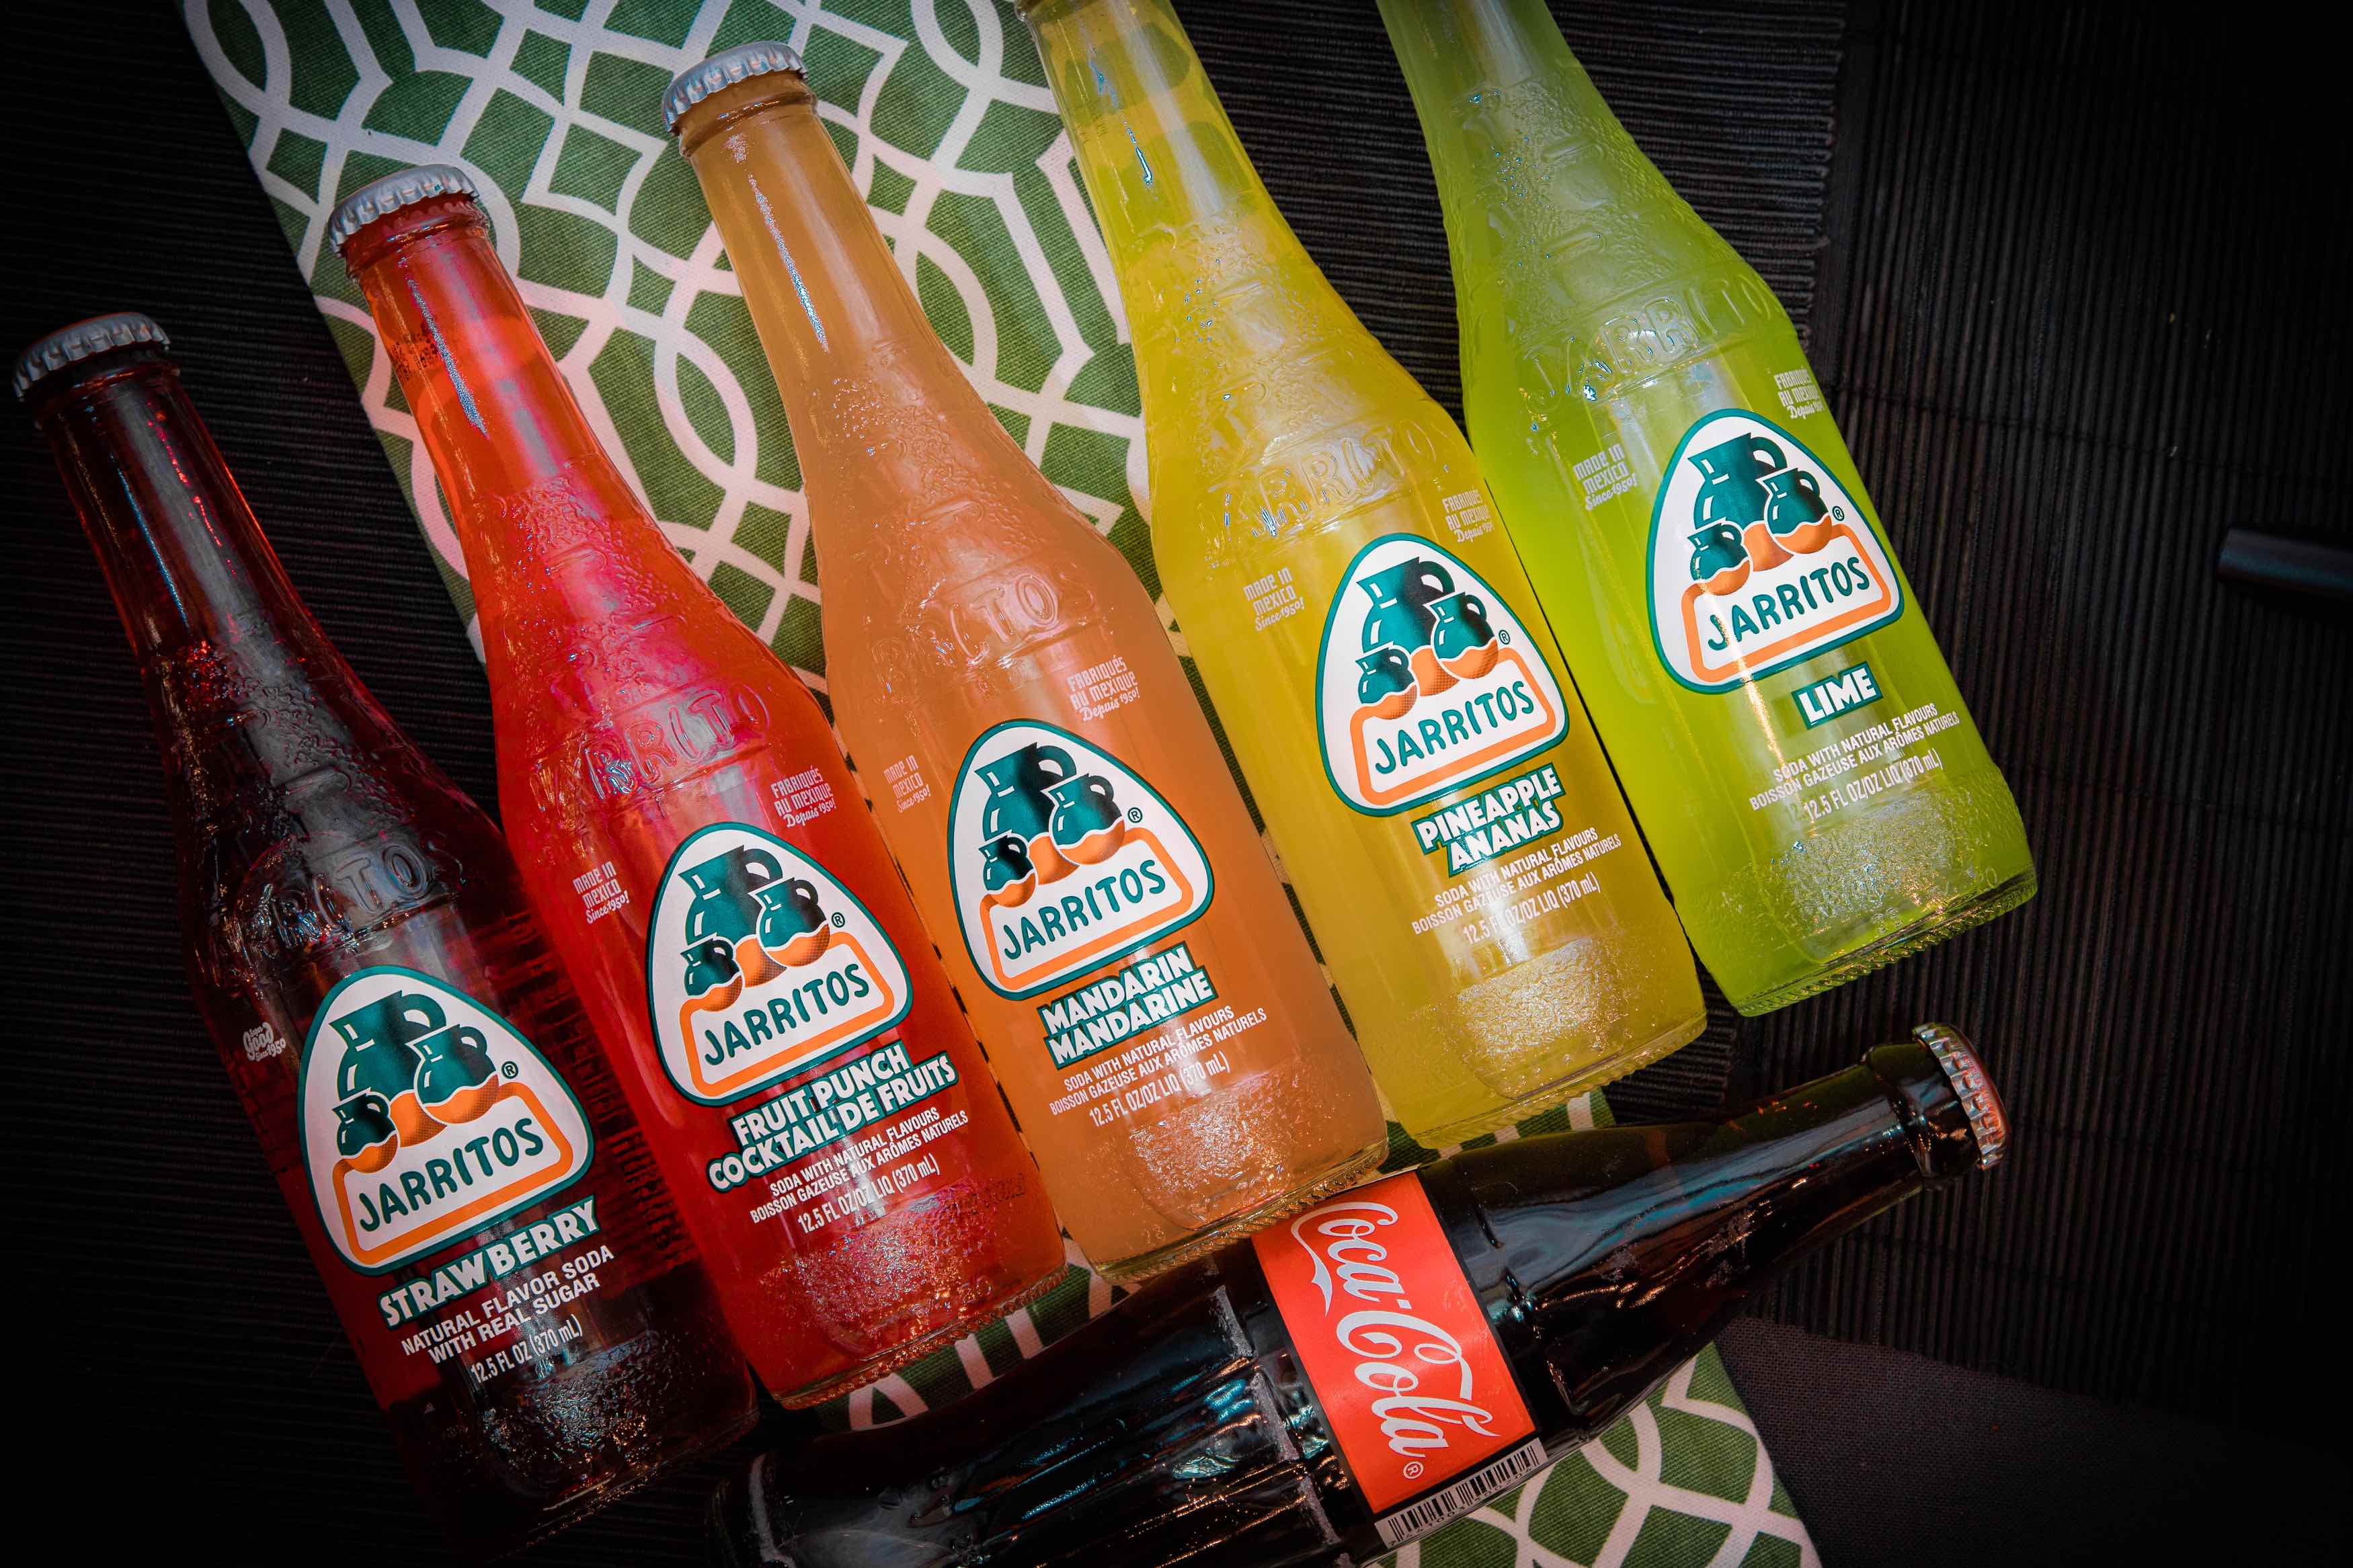 Good
Since 1950
JARRITOS
®
STRAWBERRY
NATURAL FLAVOR SODA
WITH REAL SUGAR
12.5 FL OZ (370 mL)
MADE IN
MEXICO
Since 1950!
FABRIQUÉS
AU MEXIQUE
Depuis 1950!
JARRITOS
®
FRUIT PUNCH
COCKTAIL DE FRUITS
SODA WITH NATURAL FLAVOURS
BOISSON GAZEUSE AUX ARÔMES NATURELS
12.5 FL OZ/OZ LIQ (370 mL)
MADE IN
MEXICO
Since 1950!
FABRIQUÉS
AU MEXIQUE
Depuis 1950!
JARRITOS
®
MANDARIN
MANDARINE
SODA WITH NATURAL FLAVOURS
BOISSON GAZEUSE AUX ARÔMES NATURELS
12.5 FL OZ/OZ LIQ (370 mL)
JARRITO
MADE IN
MEXICO
Since 1950!
FABRIQUÉS
AU MEXIQUE
Depuis 1950!
JARRITOS
®
PINEAPPLE
ANANAS
SODA WITH NATURAL FLAVOURS
BOISSON GAZEUSE AUX ARÔMES NATURELS
12.5 FL OZ/OZ LIQ (370 mL)
JARRITO
MADE IN
MEXICO
Since 1950!
FABRIQUÉS
AU MEXIQUE
Depuis 1950!
JARRITOS
®
LIME
SODA WITH NATURAL FLAVOURS
BOISSON GAZEUSE AUX ARÔMES NATURELS
12.5 FL OZ/OZ LIQ (370 mL)
Coca-Cola®